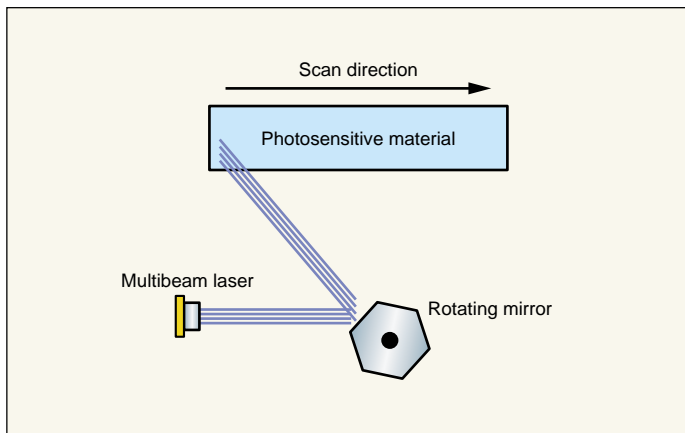 Scan direction
Photosensitive material
Multibeam laser
Rotating mirror